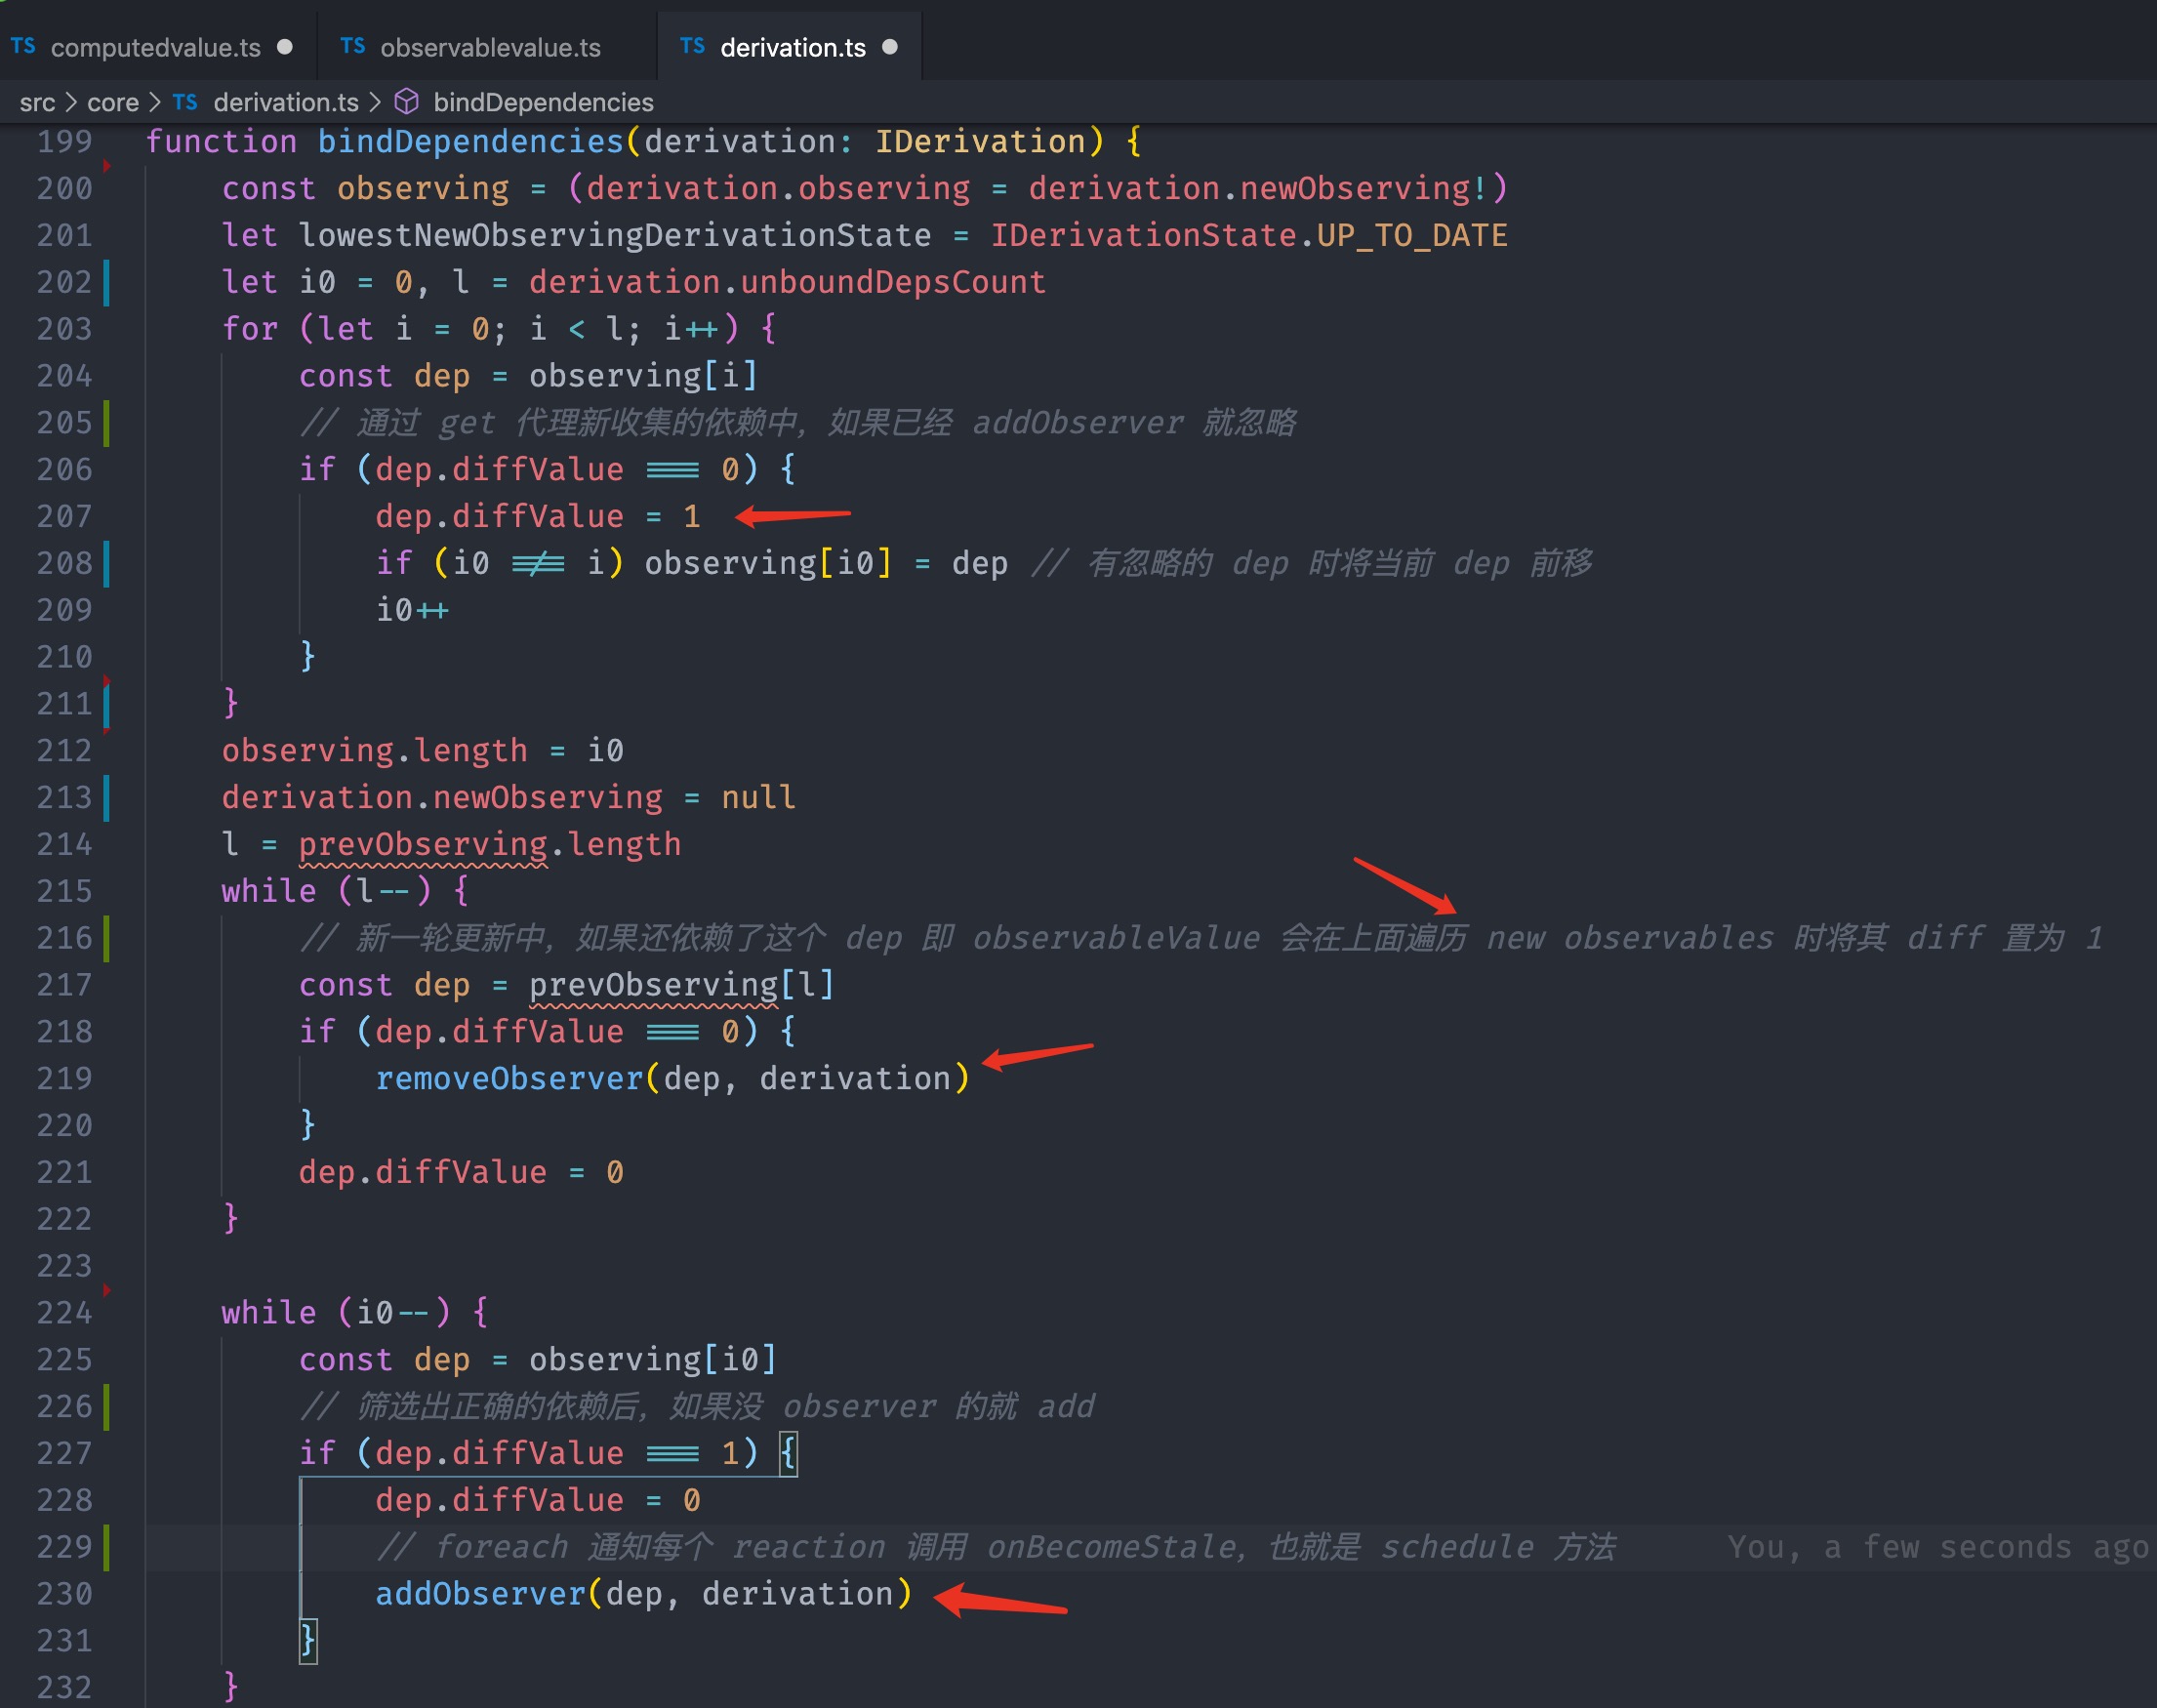 TS computedvalue.ts ● TS observablevalue.ts TS derivation.ts ●
src > core > TS derivation.ts > bindDependencies
199 function bindDependencies(derivation: IDerivation) {
200 const observing = (derivation.observing = derivation.newObserving!)
201 let lowestNewObservingDerivationState = IDerivationState.UP_TO_DATE
202 let i0 = 0, l = derivation.unboundDepsCount
203 for (let i = 0; i < l; i++) {
204 const dep = observing[i]
205 // 通过 get 代理新收集的依赖中，如果已经 addObserver 就忽略
206 if (dep.diffValue === 0) {
207 dep.diffValue = 1
208 if (i0 !== i) observing[i0] = dep // 有忽略的 dep 时将当前 dep 前移
209 i0++
210 }
211 }
212 observing.length = i0
213 derivation.newObserving = null
214 l = prevObserving.length
215 while (l--) {
216 // 新一轮更新中，如果还依赖了这个 dep 即 observableValue 会在上面遍历 new observables 时将其 diff 置为 1
217 const dep = prevObserving[l]
218 if (dep.diffValue === 0) {
219 removeObserver(dep, derivation)
220 }
221 dep.diffValue = 0
222 }
223
224 while (i0--) {
225 const dep = observing[i0]
226 // 筛选出正确的依赖后，如果没 observer 的就 add
227 if (dep.diffValue === 1) {
228 dep.diffValue = 0
229 // foreach 通知每个 reaction 调用 onBecomeStale，也就是 schedule 方法 You, a few seconds ago
230 addObserver(dep, derivation)
231 }
232 }